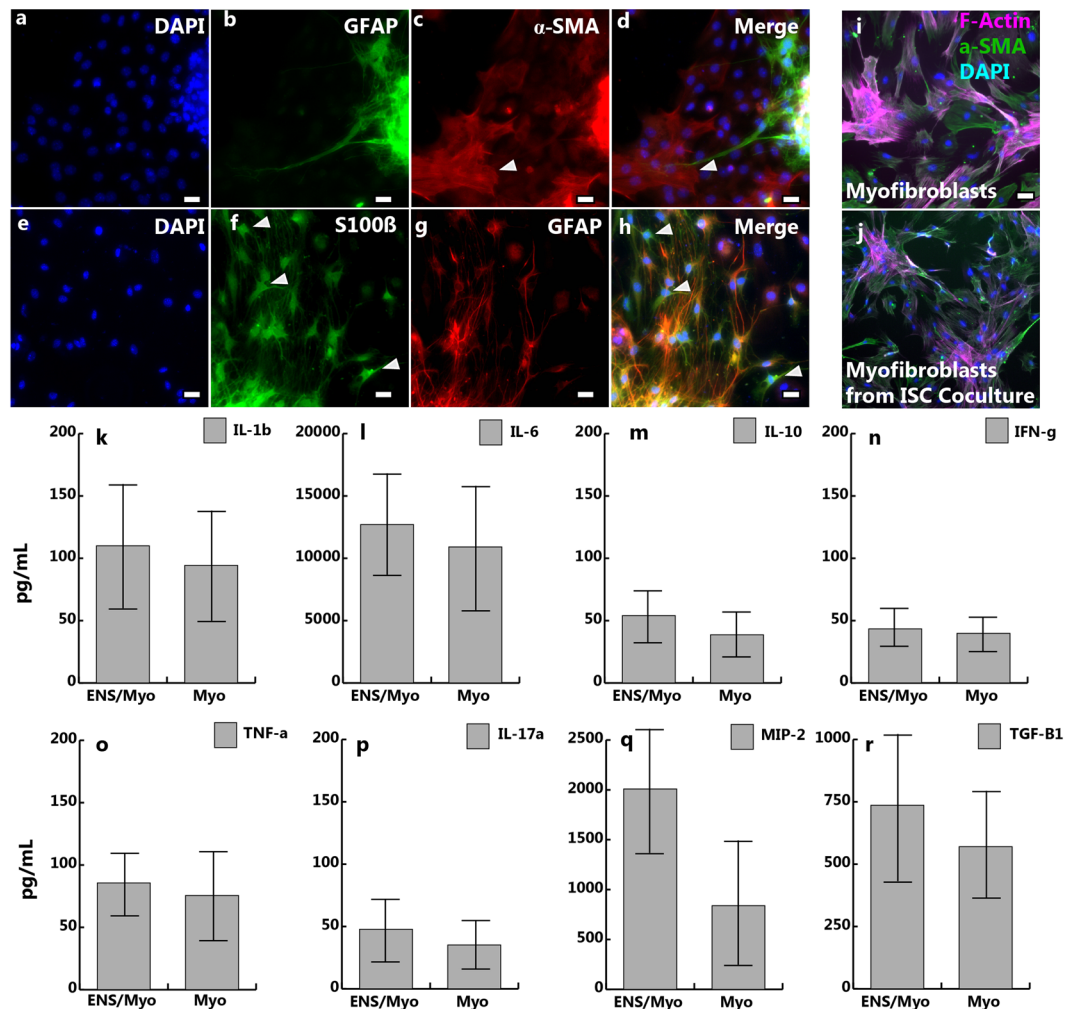 a DAPI
b GFAP
c α-SMA
d Merge
i F-Actin
a-SMA
DAPI
Myofibroblasts
e DAPI
f S100ß
g GFAP
h Merge
j
Myofibroblasts
from ISC Coculture
k IL-1b
200
150
100
50
0
pg/mL
ENS/Myo Myo
l IL-6
20000
15000
10000
5000
0
ENS/Myo Myo
m IL-10
200
150
100
50
0
ENS/Myo Myo
n IFN-g
200
150
100
50
0
ENS/Myo Myo
o TNF-a
200
150
100
50
0
pg/mL
ENS/Myo Myo
p IL-17a
200
150
100
50
0
ENS/Myo Myo
q MIP-2
2500
2000
1500
1000
500
0
ENS/Myo Myo
r TGF-B1
1000
750
500
250
0
ENS/Myo Myo